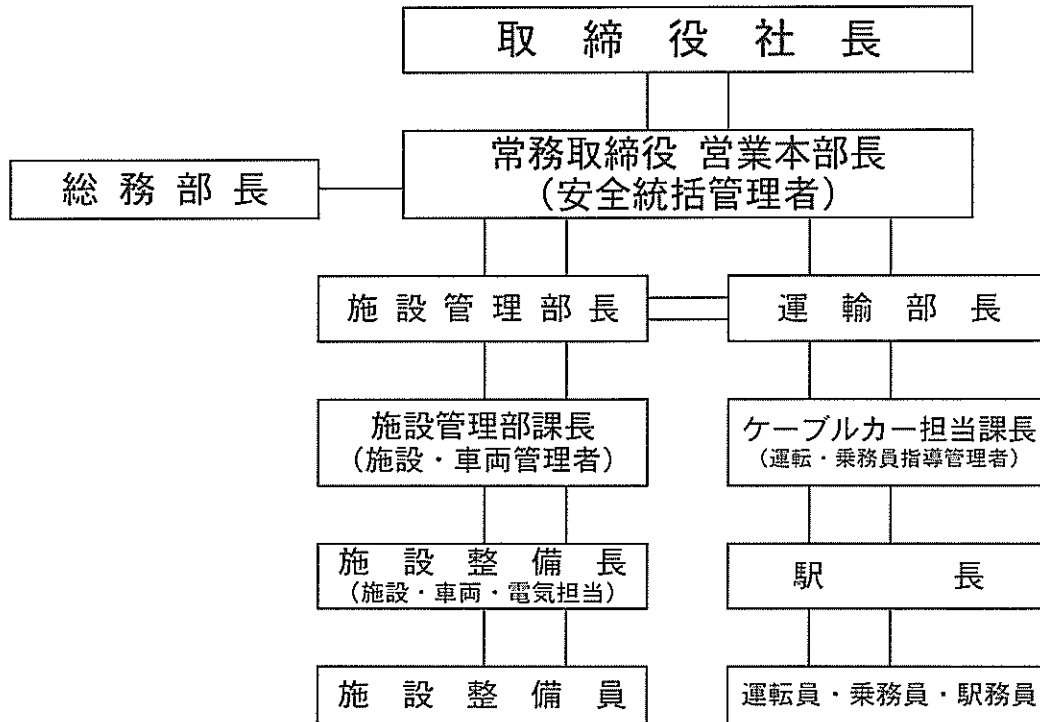 取締役社長
常務取締役 営業本部長
（安全統括管理者）
総務部長
施設管理部長
運輸部長
施設管理部課長
（施設・車両管理者）
ケーブルカー担当課長
（運転・乗務員指導管理者）
施設整備長
（施設・車両・電気担当）
駅長
施設整備員
運転員・乗務員・駅務員